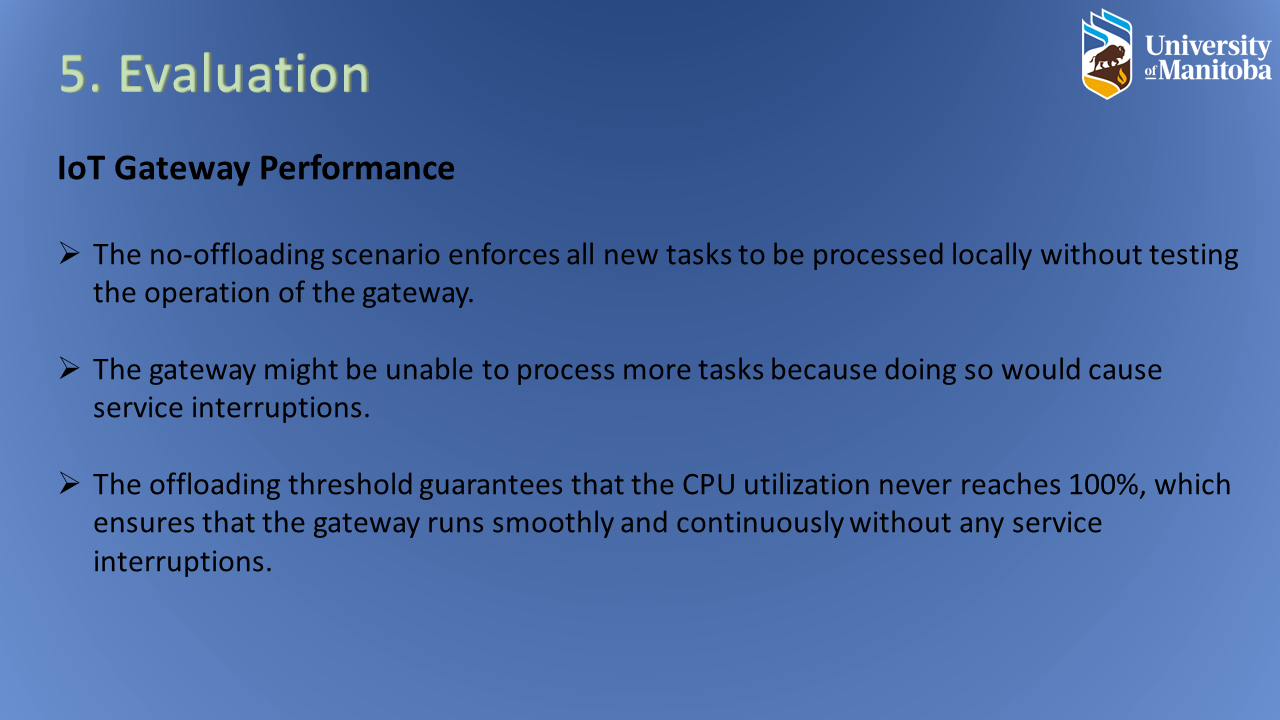 5. Evaluation
University
of Manitoba
IoT Gateway Performance
➢ The no-offloading scenario enforces all new tasks to be processed locally without testing
the operation of the gateway.
➢ The gateway might be unable to process more tasks because doing so would cause
service interruptions.
➢ The offloading threshold guarantees that the CPU utilization never reaches 100%, which
ensures that the gateway runs smoothly and continuously without any service
interruptions.